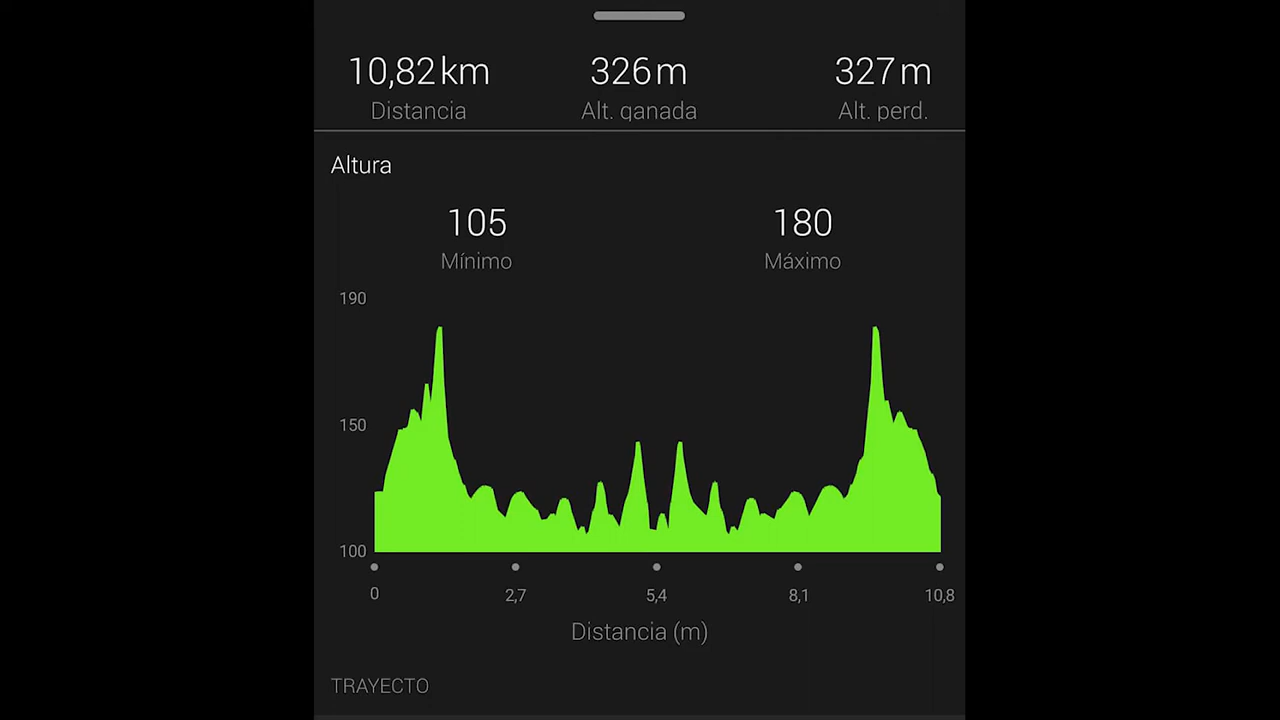 10,82 km 326 m 327 m
Distancia Alt. ganada Alt. perd.
Altura
105 180
Mínimo Máximo
190
150
100
0 2,7 5,4 8,1 10,8
Distancia (m)
TRAYECTO